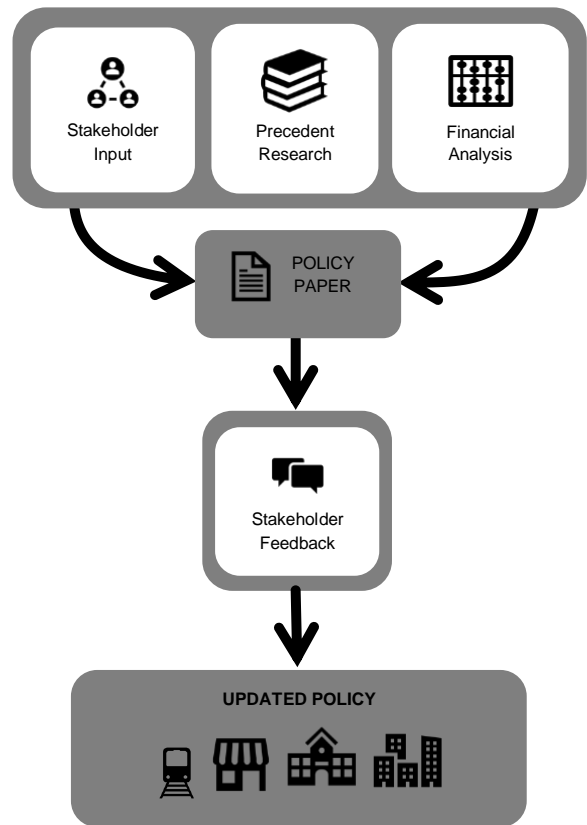 Stakeholder
Input
Precedent
Research
Financial
Analysis
POLICY
PAPER
Stakeholder
Feedback
UPDATED POLICY